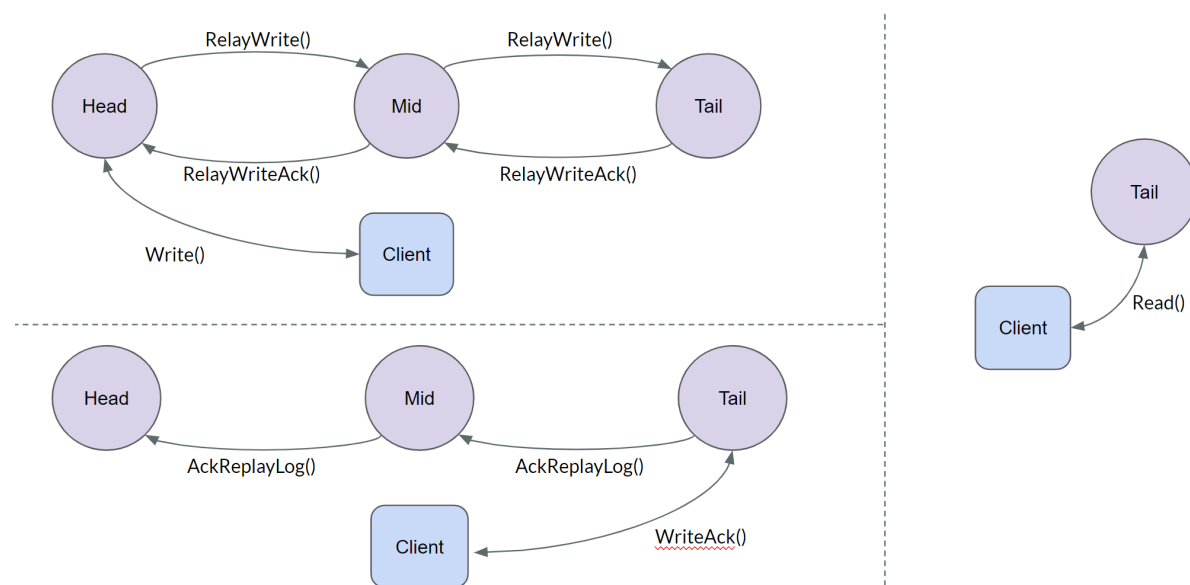 RelayWrite()
RelayWrite()
Head
Mid
Tail
RelayWriteAck()
RelayWriteAck()
Write()
Client
Tail
Client
Read()
Head
Mid
Tail
AckReplayLog()
AckReplayLog()
Client
WriteAck()